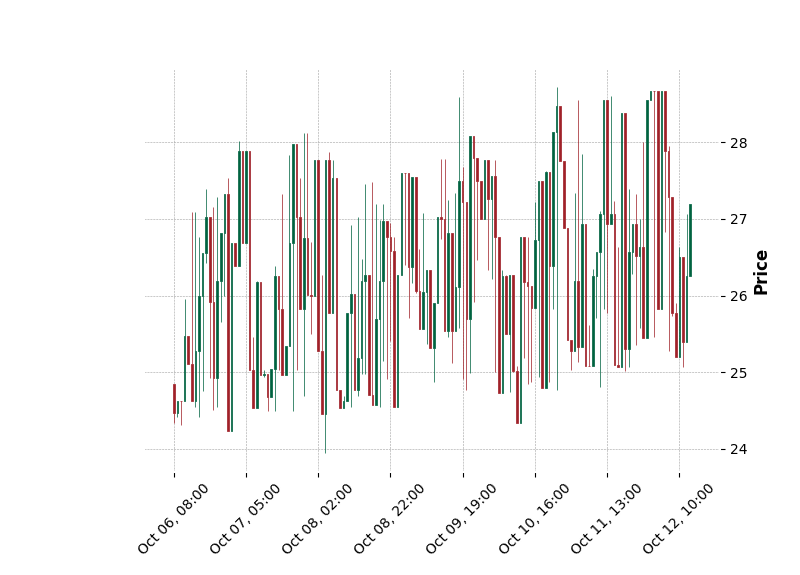 28
27
26
25
24
Price
Oct 06, 08:00
Oct 07, 05:00
Oct 08, 02:00
Oct 08, 22:00
Oct 09, 19:00
Oct 10, 16:00
Oct 11, 13:00
Oct 12, 10:00